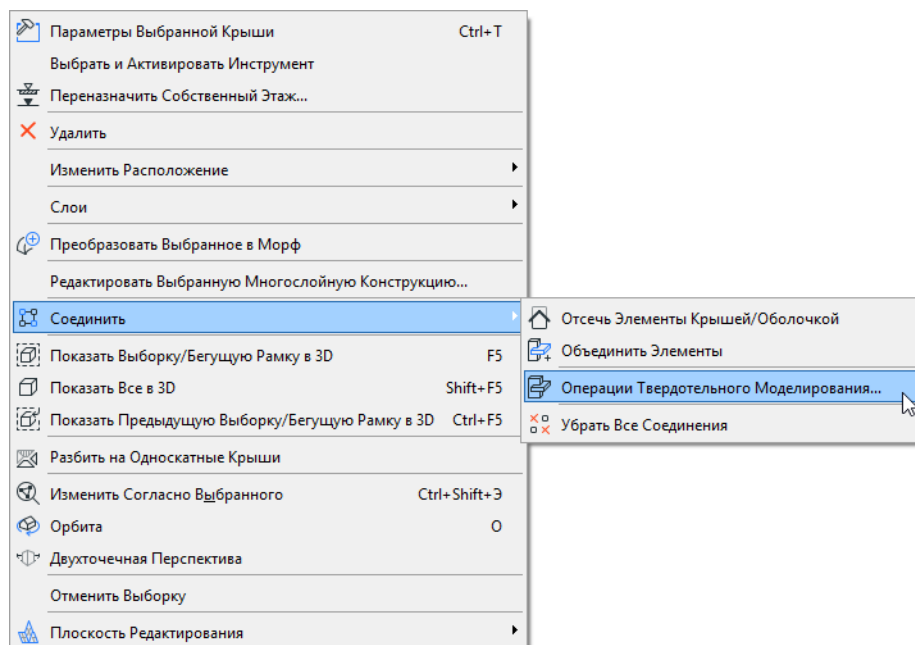 Параметры Выбранной Крыши Ctrl+T
Выбрать и Активировать Инструмент
Переназначить Собственный Этаж...
Удалить
Изменить Расположение
Слои
Преобразовать Выбранное в Морф
Редактировать Выбранную Многослойную Конструкцию...
Соединить
Показать Выборку/Бегущую Рамку в 3D F5
Показать Все в 3D Shift+F5
Показать Предыдущую Выборку/Бегущую Рамку в 3D Ctrl+F5
Разбить на Односкатные Крыши
Изменить Согласно Выбранного Ctrl+Shift+Э
Орбита O
Двухточечная Перспектива
Отменить Выборку
Плоскость Редактирования
Отсечь Элементы Крышей/Оболочкой
Объединить Элементы
Операции Твердотельного Моделирования...
Убрать Все Соединения